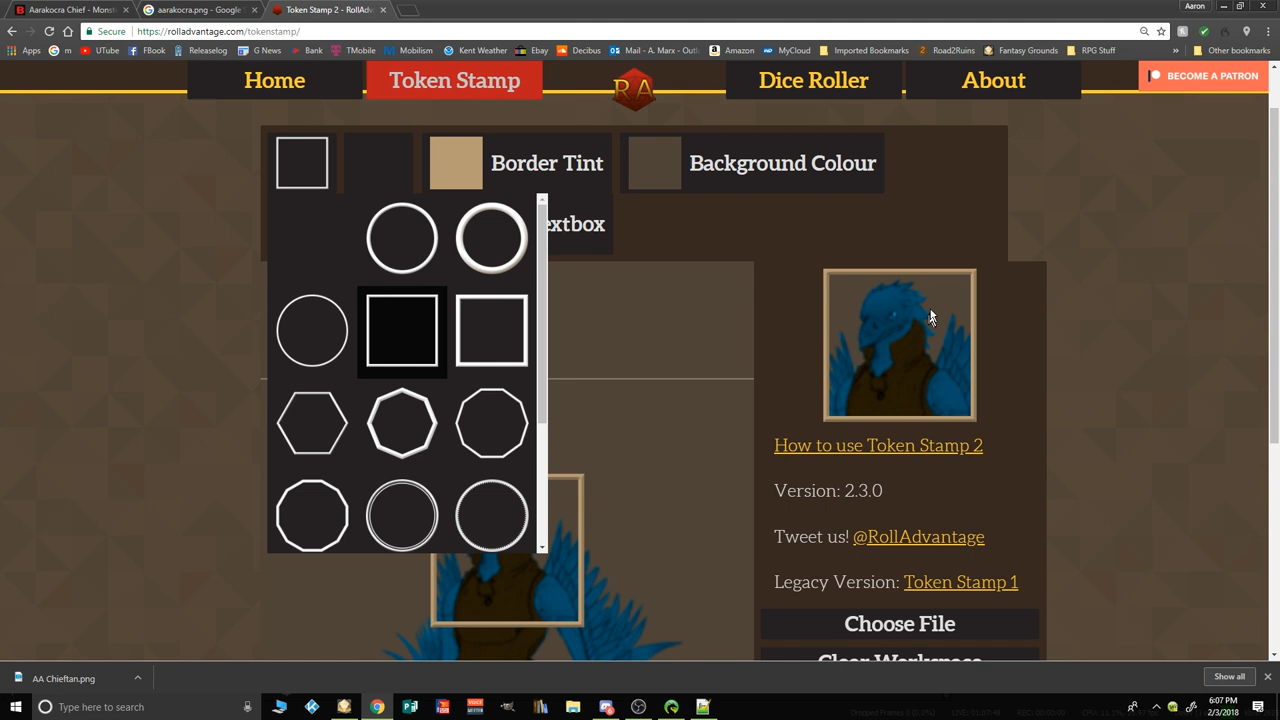 Aarakocra Chief - Monst
aarakocra.png - Google
Token Stamp 2 - RollAdv
Aaron
Secure
https://rolladvantage.com/tokenstamp/
Apps
m
UTube
FBook
Releaselog
G News
Bank
TMobile
Mobilism
Kent Weather
Ebay
Decibus
Mail - A. Marx - Outl
Amazon
MyCloud
Imported Bookmarks
Road2Ruins
Fantasy Grounds
RPG Stuff
Other bookmarks
Home
Token Stamp
RA
Dice Roller
About
BECOME A PATRON
Border Tint
Background Colour
extbox
How to use Token Stamp 2
Version: 2.3.0
Tweet us! @RollAdvantage
Legacy Version: Token Stamp 1
Choose File
Clear Workspace
AA Chieftan.png
Show all
Type here to search
6:07 PM
2/3/2018